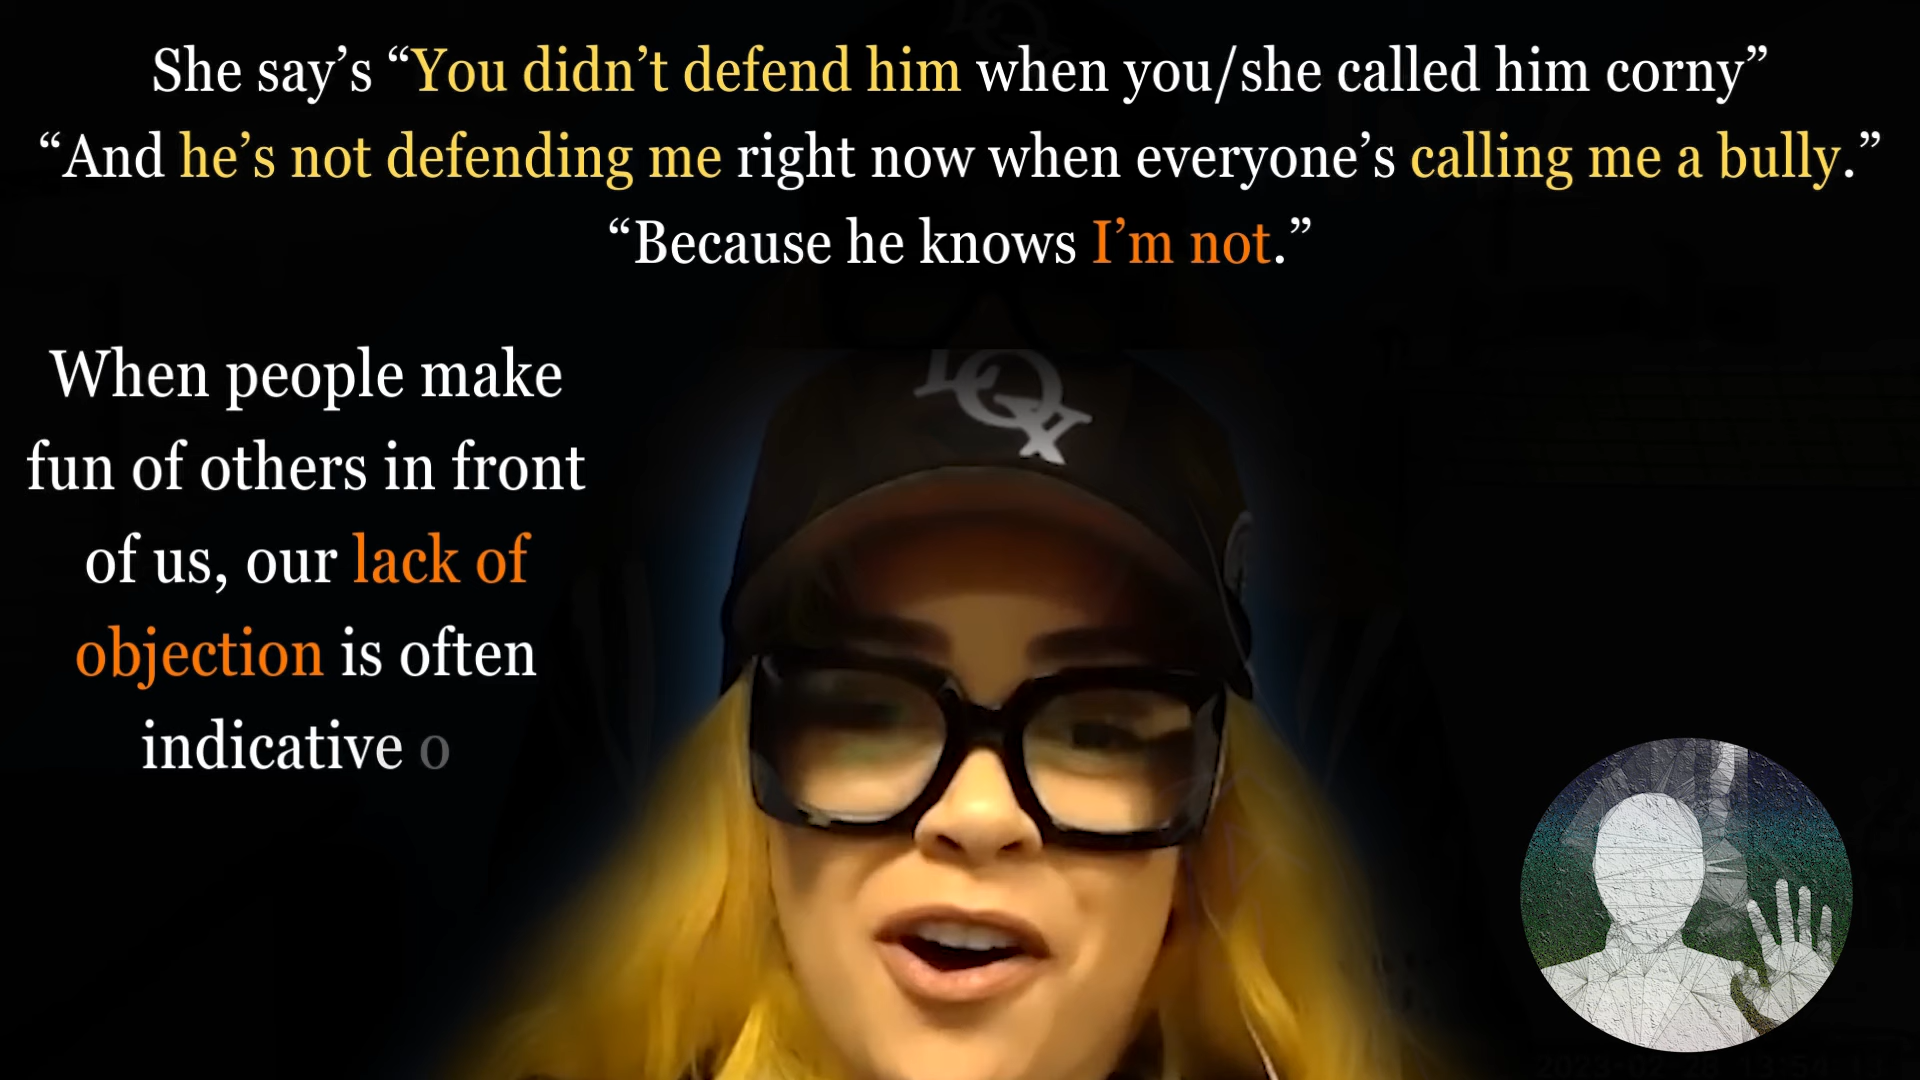 She say’s “You didn’t defend him when you/she called him corny”
“And he’s not defending me right now when everyone’s calling me a bully.”
“Because he knows I’m not.”
When people make
fun of others in front
of us, our lack of
objection is often
indicative o